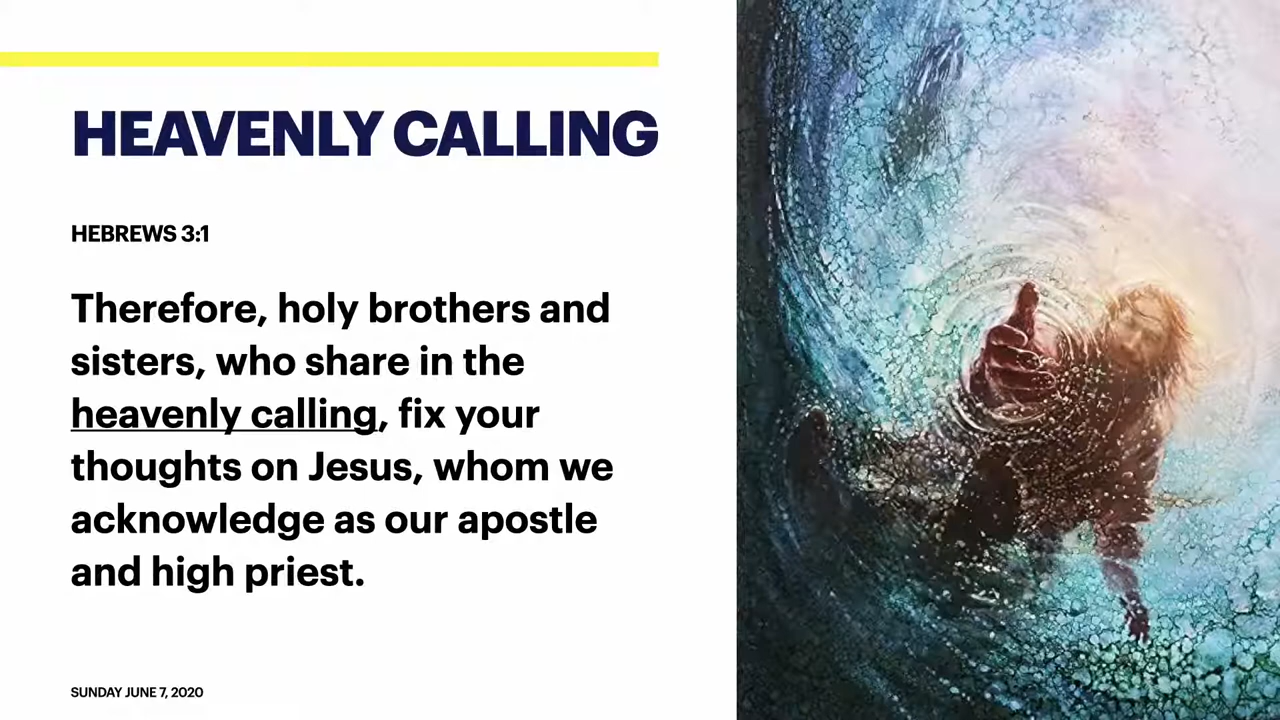 HEAVENLY CALLING
HEBREWS 3:1
Therefore, holy brothers and
sisters, who share in the
heavenly calling, fix your
thoughts on Jesus, whom we
acknowledge as our apostle
and high priest.
SUNDAY JUNE 7, 2020